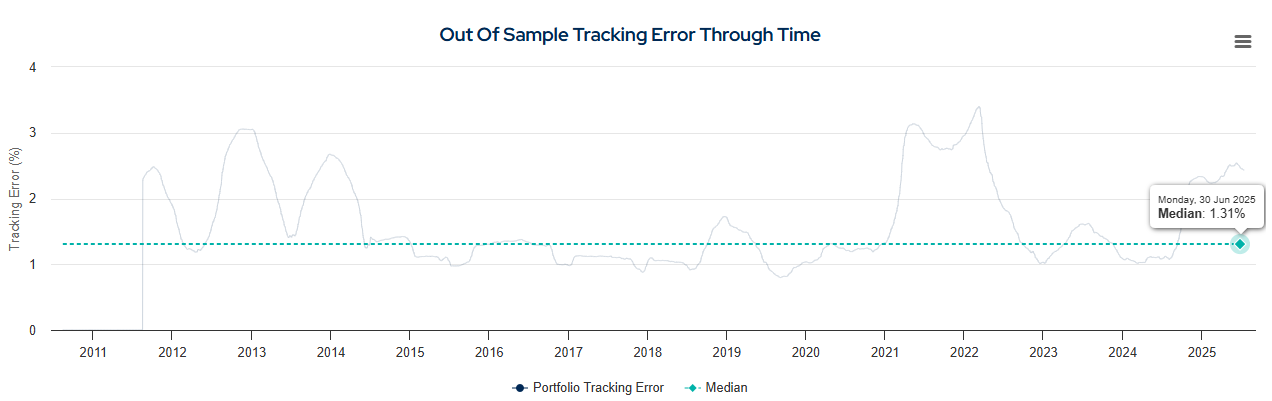 Out Of Sample Tracking Error Through Time
4
3
2
1
0
Tracking Error (%)
Monday, 30 Jun 2025
Median: 1.31%
2011 2012 2013 2014 2015 2016 2017 2018 2019 2020 2021 2022 2023 2024 2025
Portfolio Tracking Error Median